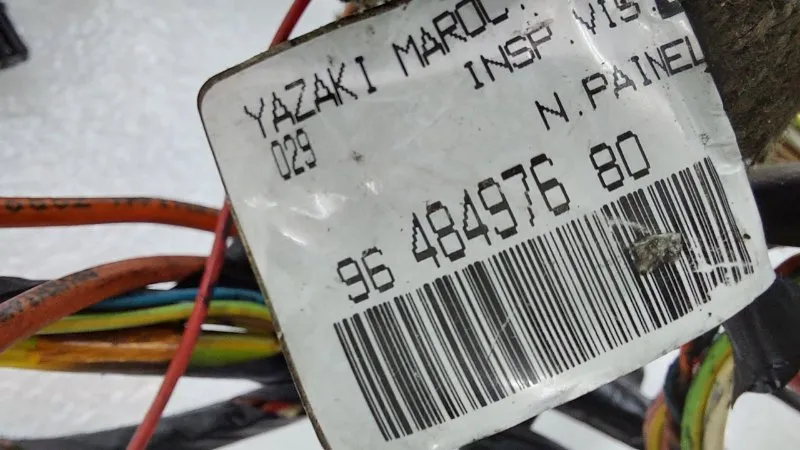 YAZAKI MAROC.
INSP.VIS.
029
N.PAINEL
96 484976 80